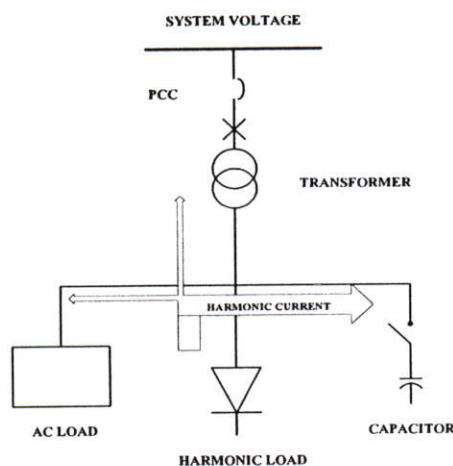 SYSTEM VOLTAGE
PCC
TRANSFORMER
HARMONIC CURRENT
AC LOAD
CAPACITOR
HARMONIC LOAD